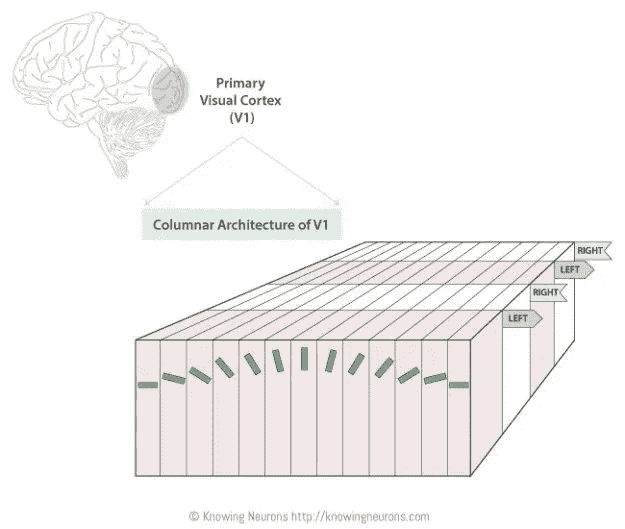 Primary
Visual Cortex
(V1)
Columnar Architecture of V1
RIGHT
LEFT
RIGHT
LEFT
© Knowing Neurons http://knowingneurons.com